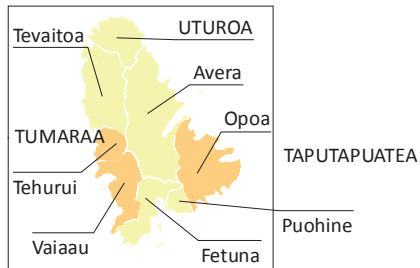 UTUROA
Tevaitoa
Avera
Opoa
TUMARAA
TAPUTAPUATEA
Tehurui
Puohine
Vaiaau
Fetuna